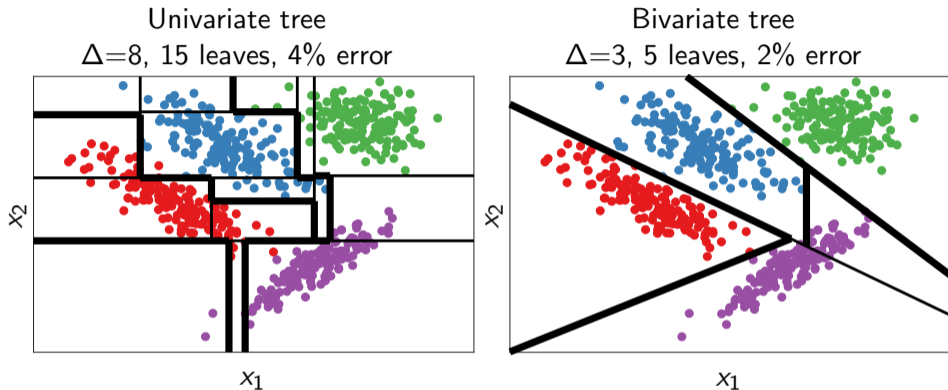 Univariate tree
Δ=8, 15 leaves, 4% error
x₂
x₁
Bivariate tree
Δ=3, 5 leaves, 2% error
x₂
x₁